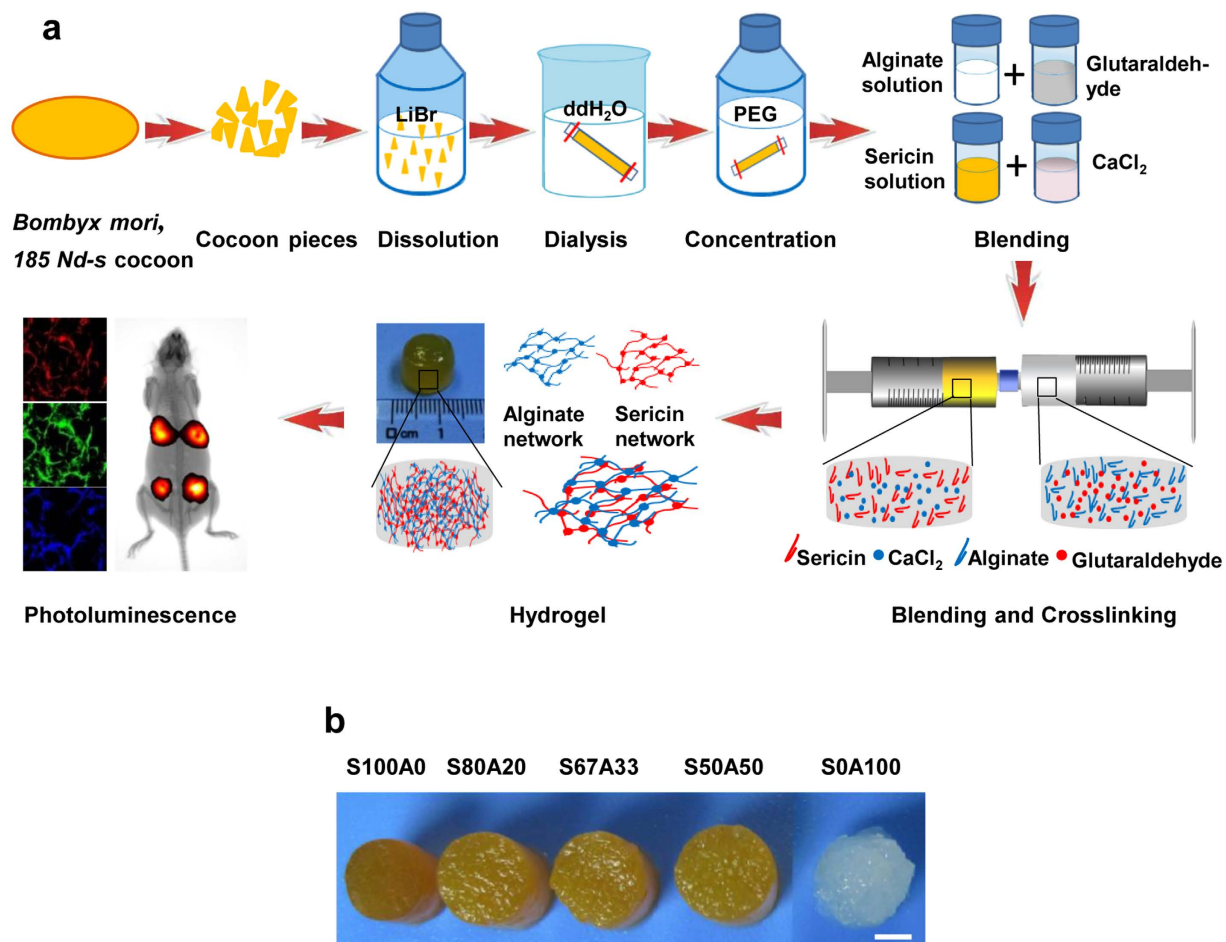 a
LiBr
ddH₂O
PEG
Alginate
solution
+
Glutaraldeh-
yde
Sericin
solution
+
CaCl₂
Bombyx mori,
185 Nd-s cocoon
Cocoon pieces
Dissolution
Dialysis
Concentration
Blending
0/cm 1
Alginate
network
Sericin
network
Sericin CaCl₂ Alginate Glutaraldehyde
Photoluminescence
Hydrogel
Blending and Crosslinking
b
S100A0 S80A20 S67A33 S50A50 S0A100